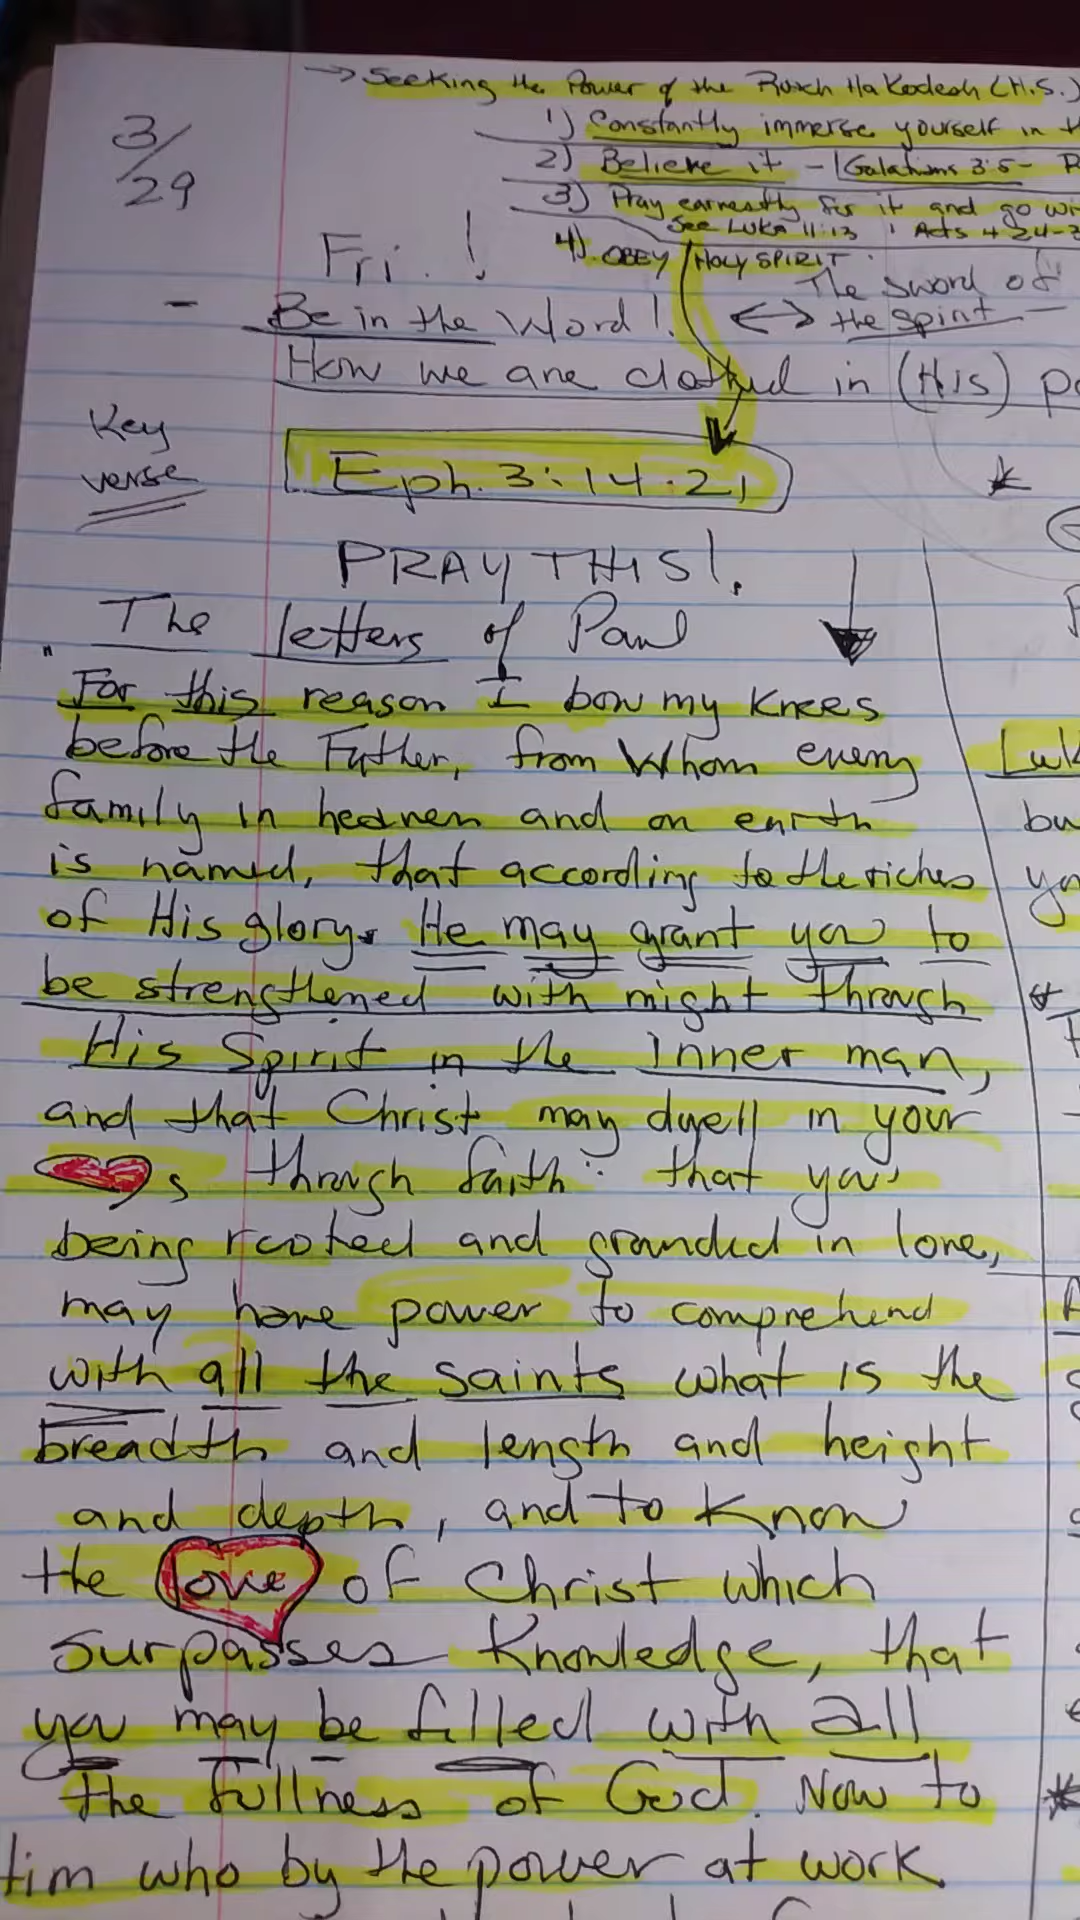 → Seeking the Power of the Ruach HaKodesh (H.S.)
1) Constantly immerse yourself in th
2) Believe it - Galatians 3:5 -
3) Pray earnestly for it and go wi
See Luke 11:13 Acts 4 24-3
4) OBEY HOLY SPIRIT
3/29
Fri. !
- Be in the Word! ↔ The sword of the spirit -
How we are clothed in (His) po
Key verse
Eph. 3:14-21
PRAY THIS!.
The letters of Paul
"For this reason I bow my knees
before the Father, from Whom every
family in heaven and on earth
is named, that according to the riches
of His glory. He may grant you to
be strengthened with might through
His Spirit in the Inner man,
and that Christ may dwell in your
♥s through faith: that you
being rooted and grounded in love,
may have power to comprehend
with all the saints what is the
breadth and length and height
and depth, and to know
the love of Christ which
surpasses knowledge, that
you may be filled with all
the fullness of God. Now to
Him who by the power at work
Luk
bu
yo